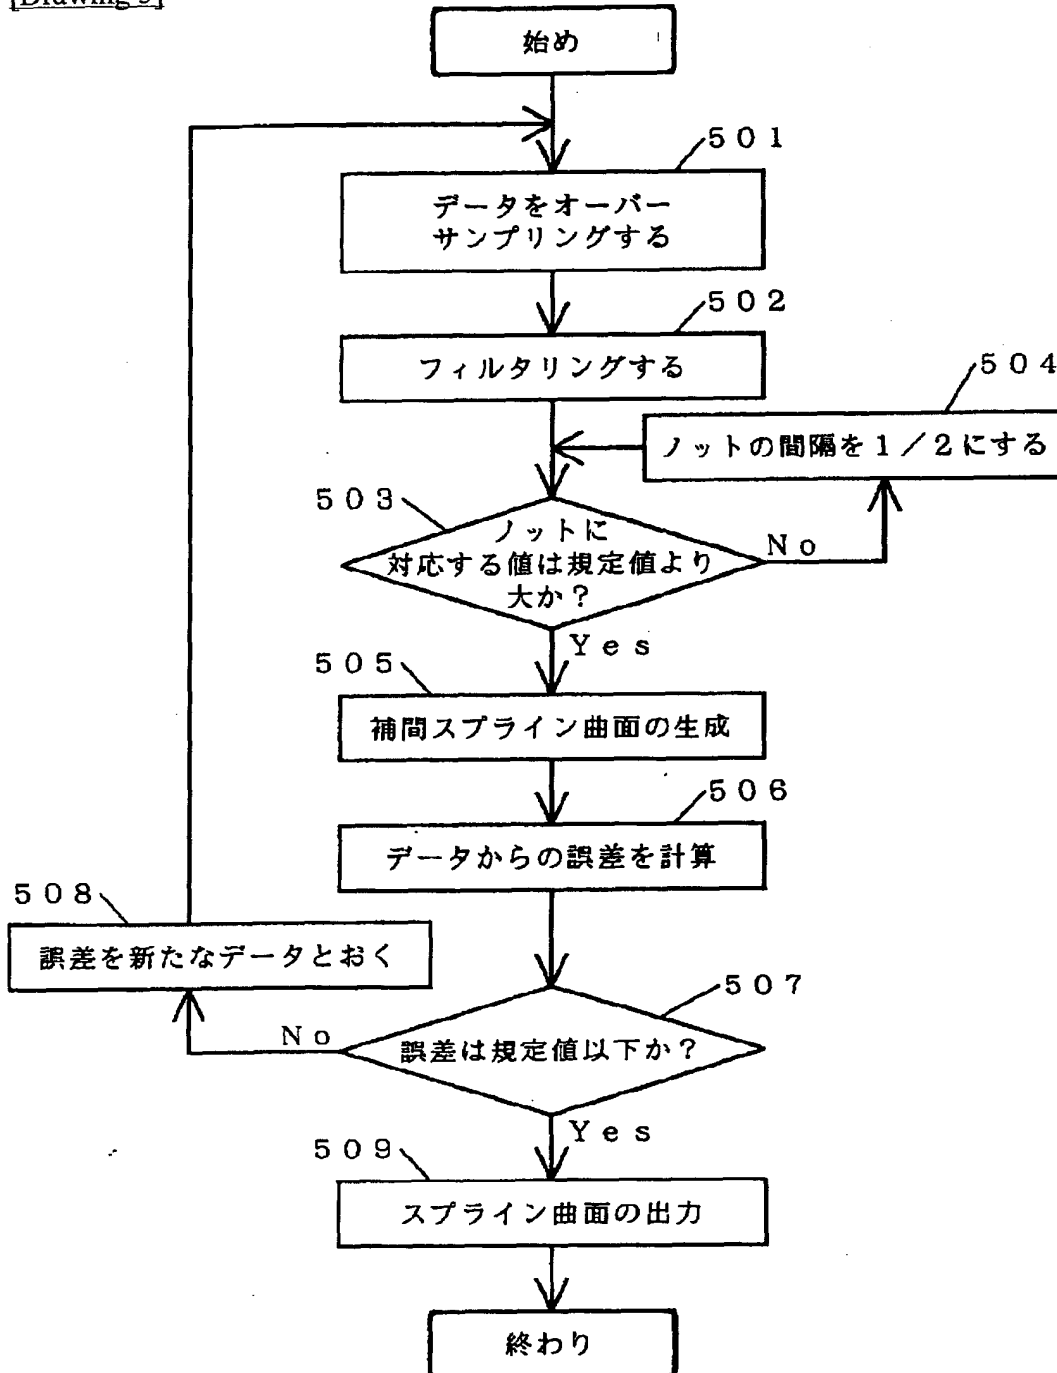 始め
501
データをオーバー
サンプリングする
502
フィルタリングする
504
ノットの間隔を1/2にする
503
ノットに
対応する値は規定値より
大か?
No
Yes
505
補間スプライン曲面の生成
506
データからの誤差を計算
508
誤差を新たなデータとおく
507
誤差は規定値以下か?
No
Yes
509
スプライン曲面の出力
終わり